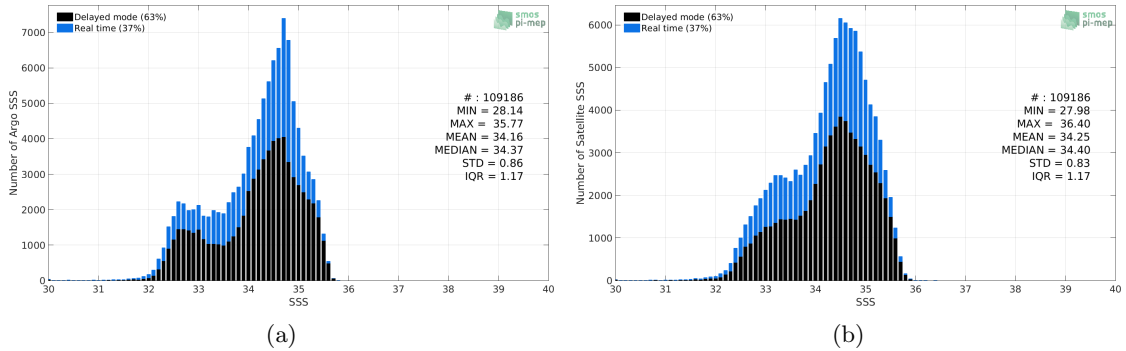 Delayed mode (63%)
Real time (37%)
smos
pi-mep
7000
6000
5000
4000
3000
2000
1000
0
Number of Argo SSS
# : 109186
MIN = 28.14
MAX = 35.77
MEAN = 34.16
MEDIAN = 34.37
STD = 0.86
IQR = 1.17
30 31 32 33 34 35 36 37 38 39 40
SSS
(a)
Delayed mode (63%)
Real time (37%)
smos
pi-mep
6000
5000
4000
3000
2000
1000
0
Number of Satellite SSS
# : 109186
MIN = 27.98
MAX = 36.40
MEAN = 34.25
MEDIAN = 34.40
STD = 0.83
IQR = 1.17
30 31 32 33 34 35 36 37 38 39 40
SSS
(b)